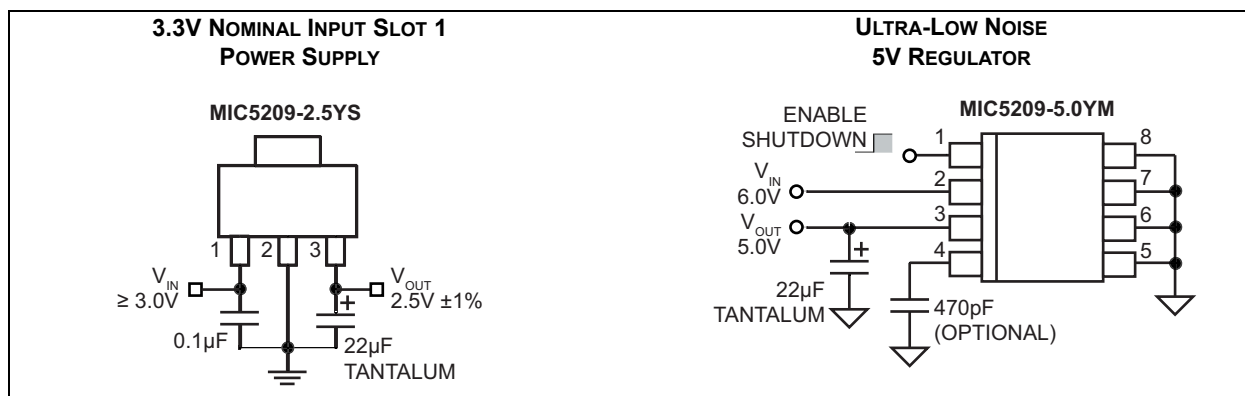 3.3V NOMINAL INPUT SLOT 1
POWER SUPPLY
MIC5209-2.5YS
1
2
3
VIN
≥ 3.0V
VOUT
2.5V ±1%
0.1µF
+
22µF
TANTALUM
ULTRA-LOW NOISE
5V REGULATOR
MIC5209-5.0YM
ENABLE
SHUTDOWN
1
8
VIN
6.0V
2
7
VOUT
5.0V
3
6
+
4
5
22µF
TANTALUM
470pF
(OPTIONAL)